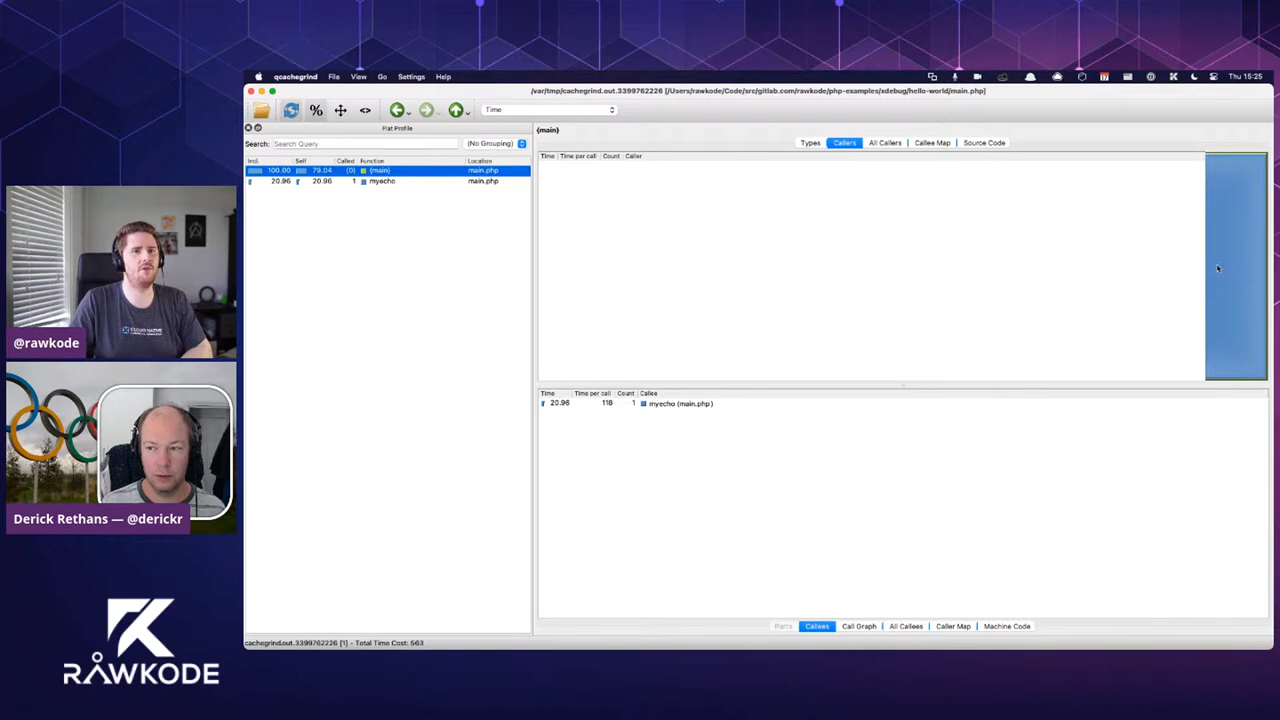 qcachegrind File View Go Settings Help
Thu 15:25
/var/tmp/cachegrind.out.3399762226 [/Users/rawkode/Code/src/gitlab.com/rawkode/php-examples/xdebug/hello-world/main.php]
% <> Time
Flat Profile
Search: Search Query (No Grouping)
Incl. Self Called Function Location
100.00 79.04 (0) {main} main.php
20.96 20.96 1 myecho main.php
{main}
Types Callers All Callers Callee Map Source Code
Time Time per call Count Caller
Time Time per call Count Callee
20.96 118 1 myecho (main.php)
Parts Callees Call Graph All Callees Caller Map Machine Code
cachegrind.out.3399762226 [1] - Total Time Cost: 563
CLOUD NATIVE
@rawkode
Derick Rethans — @derickr
RAWKODE